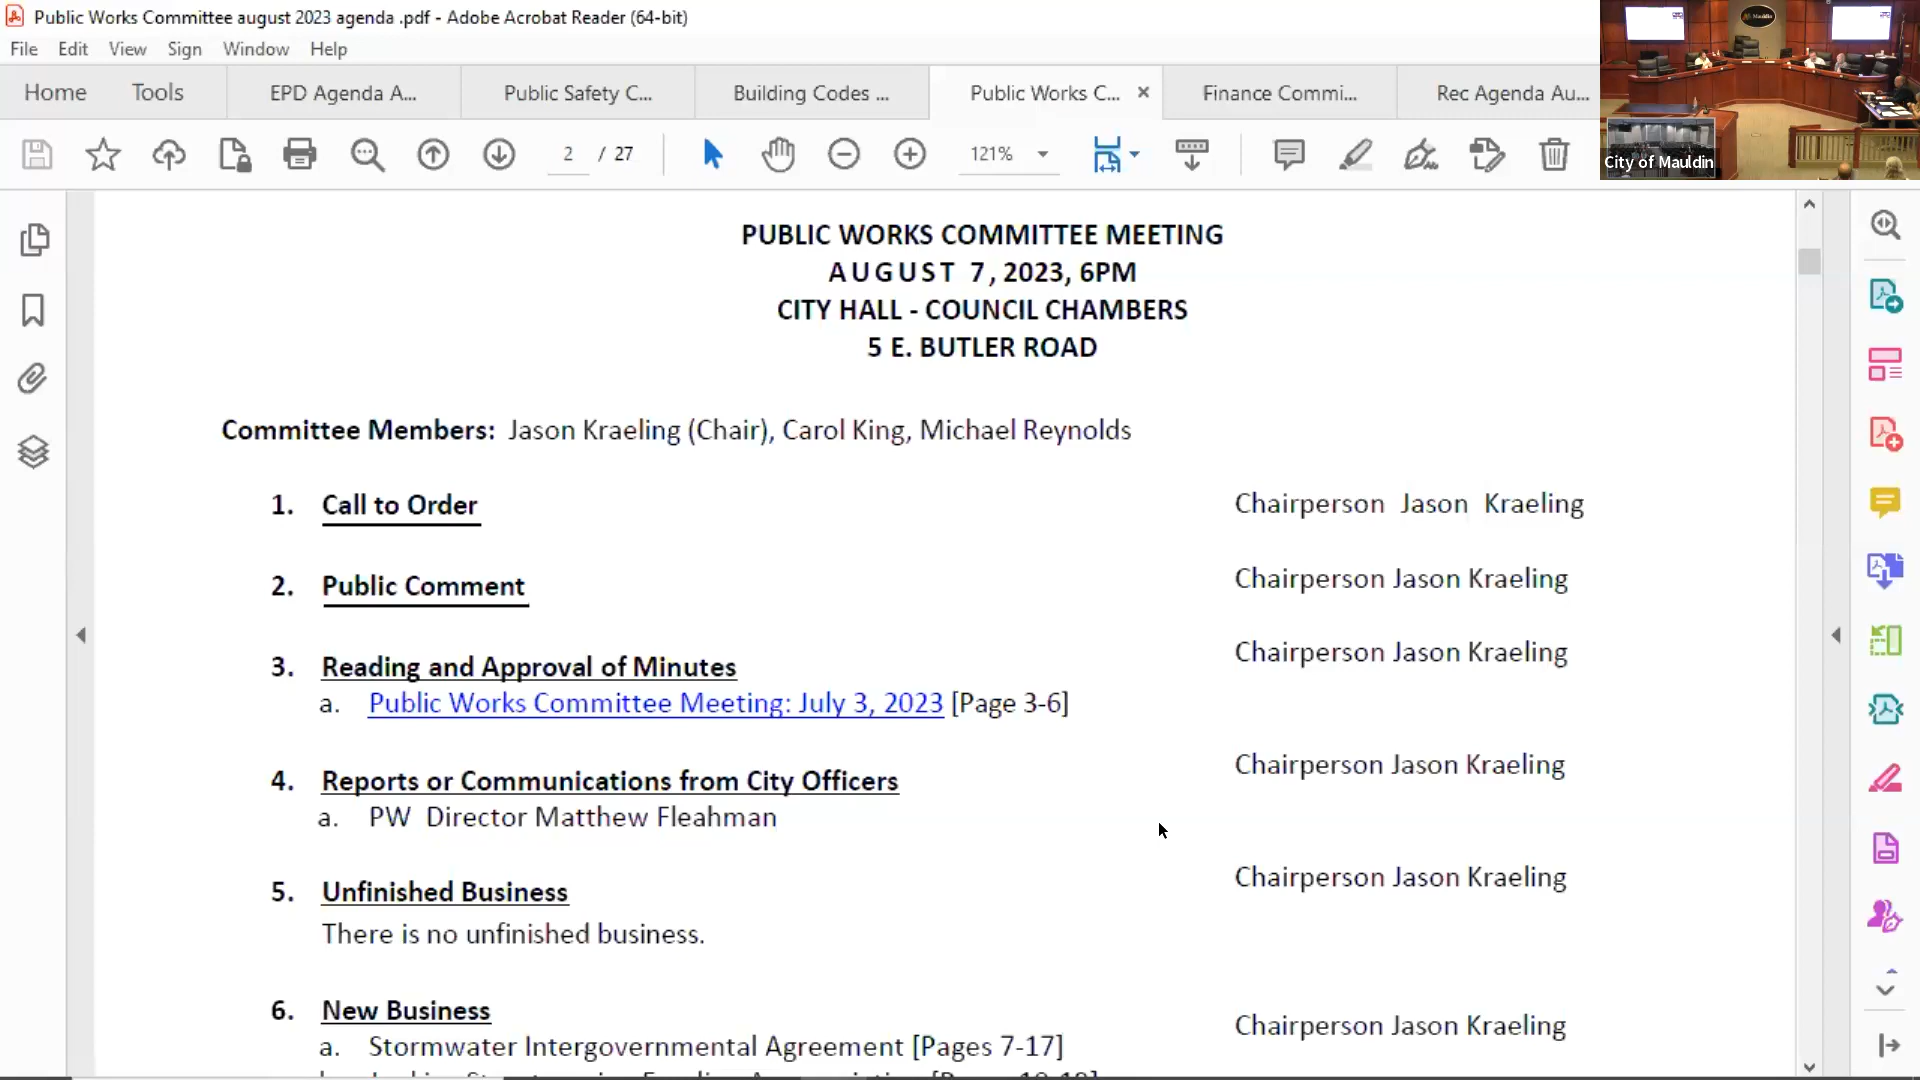 Public Works Committee august 2023 agenda .pdf - Adobe Acrobat Reader (64-bit)
File Edit View Sign Window Help
Home Tools EPD Agenda A... Public Safety C... Building Codes ... Public Works C... × Finance Commi... Rec Agenda Au...
2 / 27 121%
Mauldin
City of Mauldin
PUBLIC WORKS COMMITTEE MEETING
AUGUST 7, 2023, 6PM
CITY HALL - COUNCIL CHAMBERS
5 E. BUTLER ROAD
Committee Members: Jason Kraeling (Chair), Carol King, Michael Reynolds
1. Call to Order Chairperson Jason Kraeling
2. Public Comment Chairperson Jason Kraeling
3. Reading and Approval of Minutes Chairperson Jason Kraeling
a. Public Works Committee Meeting: July 3, 2023 [Page 3-6]
4. Reports or Communications from City Officers Chairperson Jason Kraeling
a. PW Director Matthew Fleahman
5. Unfinished Business Chairperson Jason Kraeling
There is no unfinished business.
6. New Business Chairperson Jason Kraeling
a. Stormwater Intergovernmental Agreement [Pages 7-17]